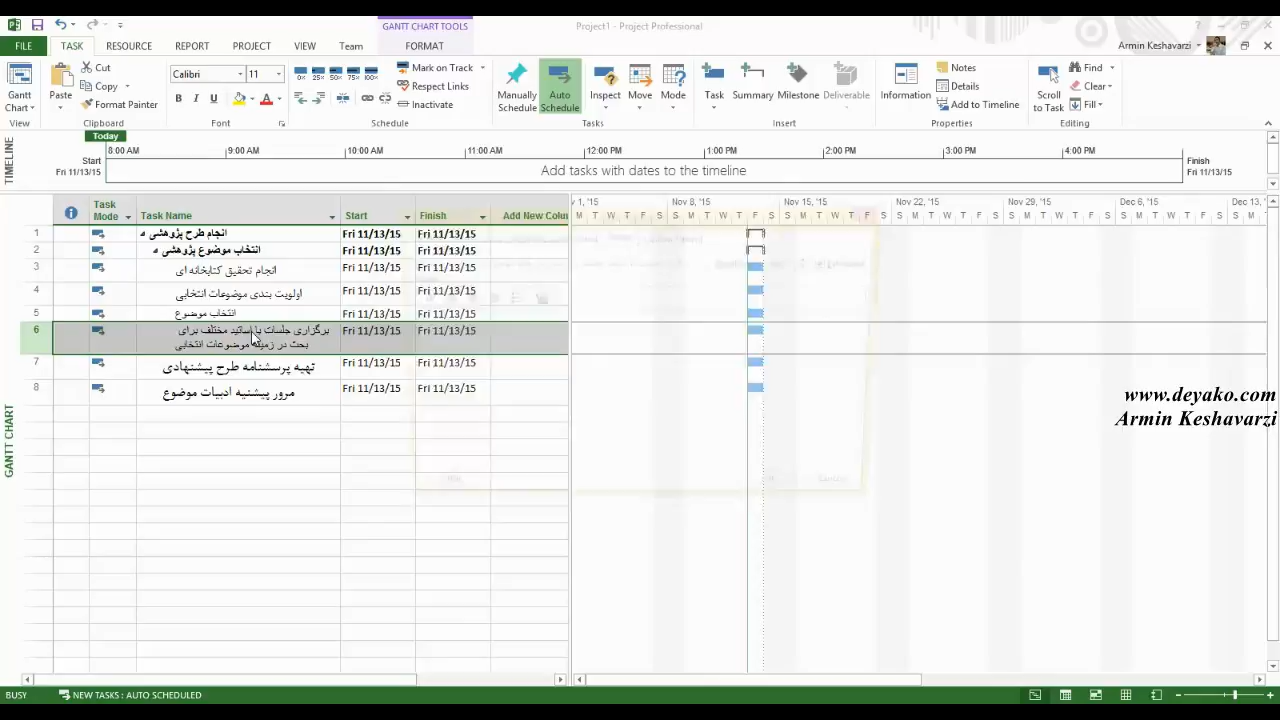 GANTT CHART TOOLS
Project1 - Project Professional
FILE TASK RESOURCE REPORT PROJECT VIEW Team FORMAT Armin Keshavarzi
Gantt Chart
View
Paste
Cut
Copy
Format Painter
Clipboard
Calibri 11
B I U A
Font
0% 25% 50% 75% 100%
Mark on Track
Respect Links
Inactivate
Schedule
Manually Schedule
Auto Schedule
Inspect
Move
Mode
Tasks
Task
Summary
Milestone
Deliverable
Insert
Information
Notes
Details
Add to Timeline
Properties
Scroll to Task
Find
Clear
Fill
Editing
TIMELINE
Today
8:00 AM 9:00 AM 10:00 AM 11:00 AM 12:00 PM 1:00 PM 2:00 PM 3:00 PM 4:00 PM
Start
Fri 11/13/15
Add tasks with dates to the timeline
Finish
Fri 11/13/15
GANTT CHART
Task Mode Task Name Start Finish Add New Colun
1, '15 Nov 8, '15 Nov 15, '15 Nov 22, '15 Nov 29, '15 Dec 6, '15 Dec 13,
M T W T F S S M T W T F S S M T W T F S S M T W T F S S M T W T F S S M T W T F S S M T W
1 انجام طرح پژوهشی Fri 11/13/15 Fri 11/13/15
2 انتخاب موضوع پژوهشی Fri 11/13/15 Fri 11/13/15
3 انجام تحقیق کتابخانه ای Fri 11/13/15 Fri 11/13/15
4 اولویت بندی موضوعات انتخابی Fri 11/13/15 Fri 11/13/15
5 انتخاب موضوع Fri 11/13/15 Fri 11/13/15
6 برگزاری جلسات با اساتید مختلف برای Fri 11/13/15 Fri 11/13/15
بحث در زمینه موضوعات انتخابی
7 تهیه پرسشنامه طرح پیشنهادی Fri 11/13/15 Fri 11/13/15
8 مرور پیشنیه ادبیات موضوع Fri 11/13/15 Fri 11/13/15
www.deyako.com
Armin Keshavarzi
BUSY NEW TASKS : AUTO SCHEDULED